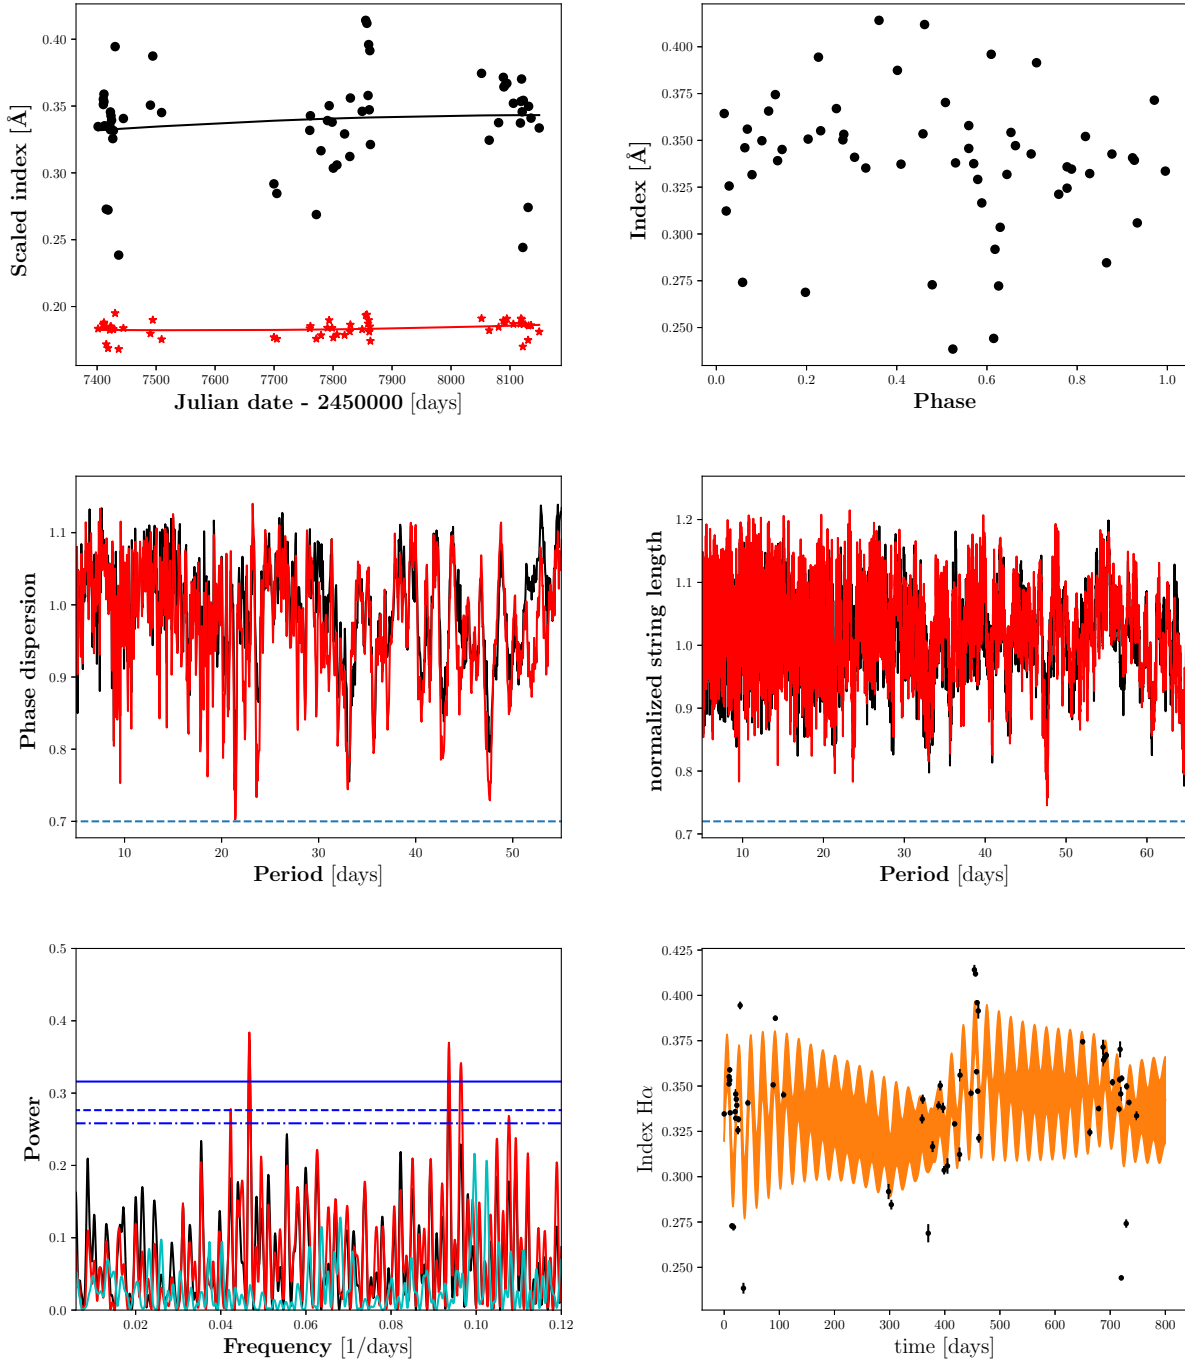 0.40
0.35
0.30
0.25
0.20
Scaled index [Å]
7400 7500 7600 7700 7800 7900 8000 8100
Julian date - 2450000 [days]
0.400
0.375
0.350
0.325
0.300
0.275
0.250
Index [Å]
0.0 0.2 0.4 0.6 0.8 1.0
Phase
1.1
1.0
0.9
0.8
0.7
Phase dispersion
10 20 30 40 50
Period [days]
1.2
1.1
1.0
0.9
0.8
0.7
normalized string length
10 20 30 40 50 60
Period [days]
0.5
0.4
0.3
0.2
0.1
0.0
Power
0.02 0.04 0.06 0.08 0.10 0.12
Frequency [1/days]
0.425
0.400
0.375
0.350
0.325
0.300
0.275
0.250
Index Hα
0 100 200 300 400 500 600 700 800
time [days]